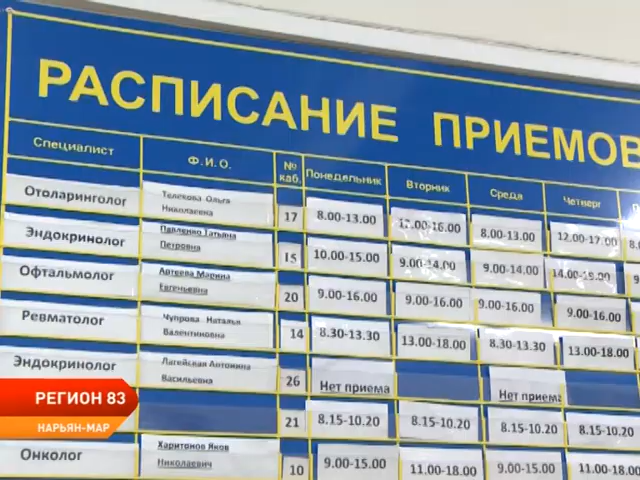 РАСПИСАНИЕ ПРИЕМОВ
Специалист Ф.И.О. № каб. Понедельник Вторник Среда Четверг
Отоларинголог Телекова Ольга Николаевна 17 8.00-13.00 12.00-16.00 8.00-13.00 12.00-17.00
Эндокринолог Павленко Татьяна Петровна 15 10.00-15.00 9.00-14.00 9.00-14.00 14.00-19.00
Офтальмолог Артеева Марина Евгеньевна 20 9.00-16.00 9.00-16.00 9.00-16.00 9.00-16.00
Ревматолог Чупрова Наталья Валентиновна 14 8.30-13.30 13.00-18.00 8.30-13.30 13.00-18.00
Эндокринолог Лагейская Антонина Васильевна 26 Нет приема Нет приема
21 8.15-10.20 8.15-10.20 8.15-10.20 8.15-10.20
Онколог Харитонов Яков Николаевич 10 9.00-15.00 11.00-18.00 9.00-15.00 11.00-18.00
РЕГИОН 83
НАРЬЯН-МАР